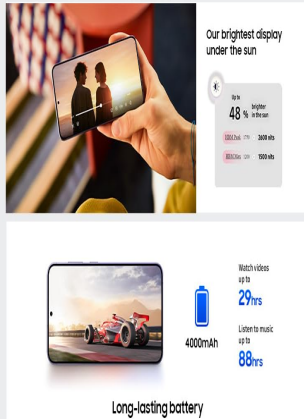 Our brightest display
under the sun
Up to
48 %
brighter
in the sun
2600 nits
1500 nits
Watch videos
up to
29hrs
4000mAh
Listen to music
up to
88hrs
Long-lasting battery